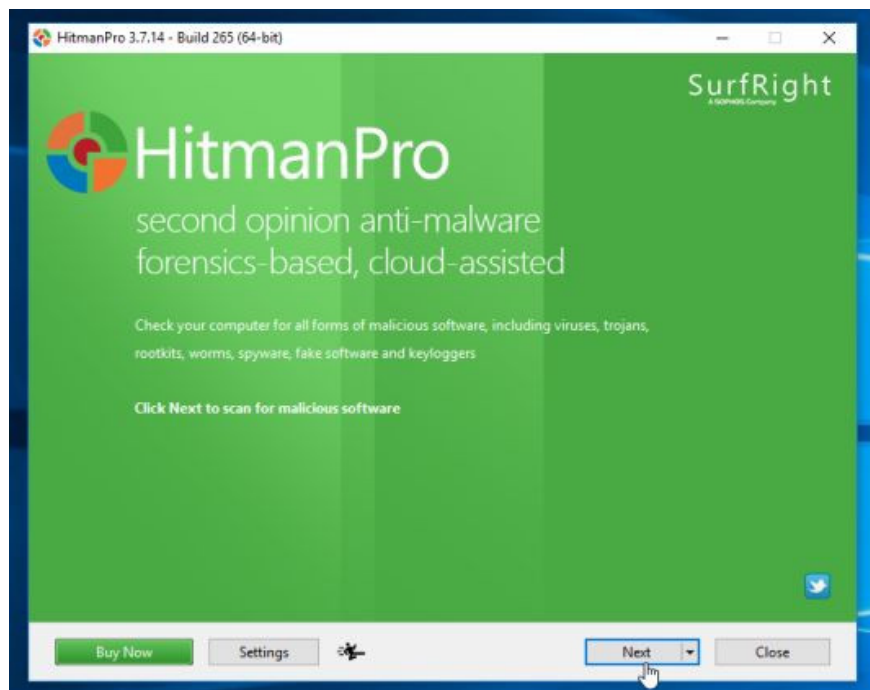 HitmanPro 3.7.14 - Build 265 (64-bit)
SurfRight
A SOPHOS Company
HitmanPro
second opinion anti-malware
forensics-based, cloud-assisted
Check your computer for all forms of malicious software, including viruses, trojans,
rootkits, worms, spyware, fake software and keyloggers
Click Next to scan for malicious software
Buy Now
Settings
Next
Close